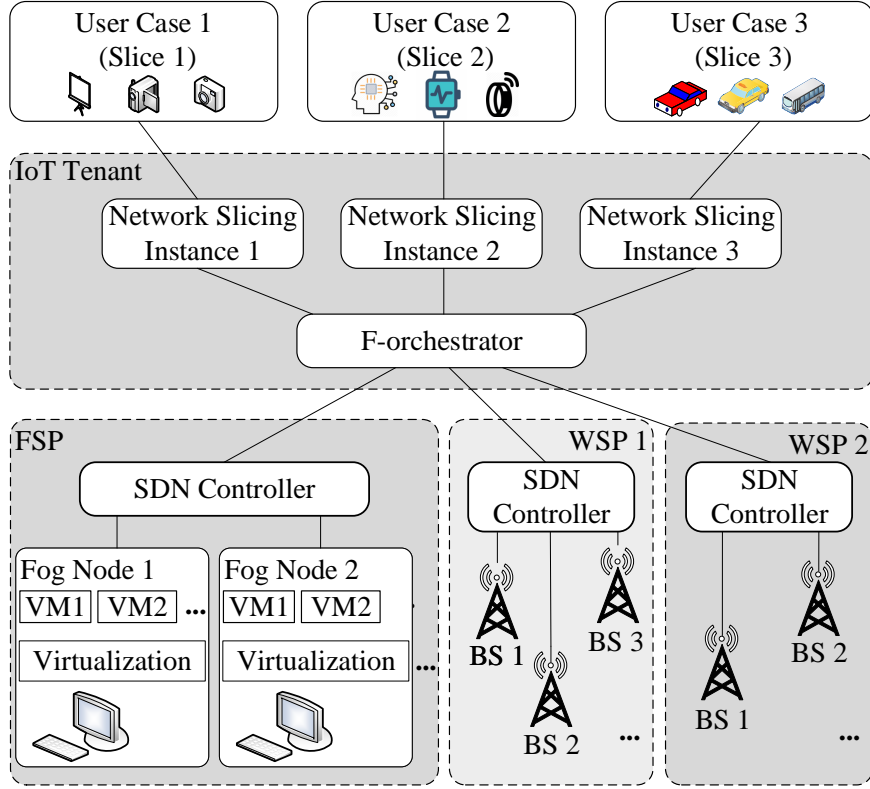 User Case 1
(Slice 1)
User Case 2
(Slice 2)
User Case 3
(Slice 3)
IoT Tenant
Network Slicing
Instance 1
Network Slicing
Instance 2
Network Slicing
Instance 3
F-orchestrator
FSP
SDN Controller
Fog Node 1
VM1 VM2 ...
Virtualization
Fog Node 2
VM1 VM2
Virtualization
...
WSP 1
SDN
Controller
BS 1
BS 3
BS 2
...
WSP 2
SDN
Controller
BS 2
BS 1
...